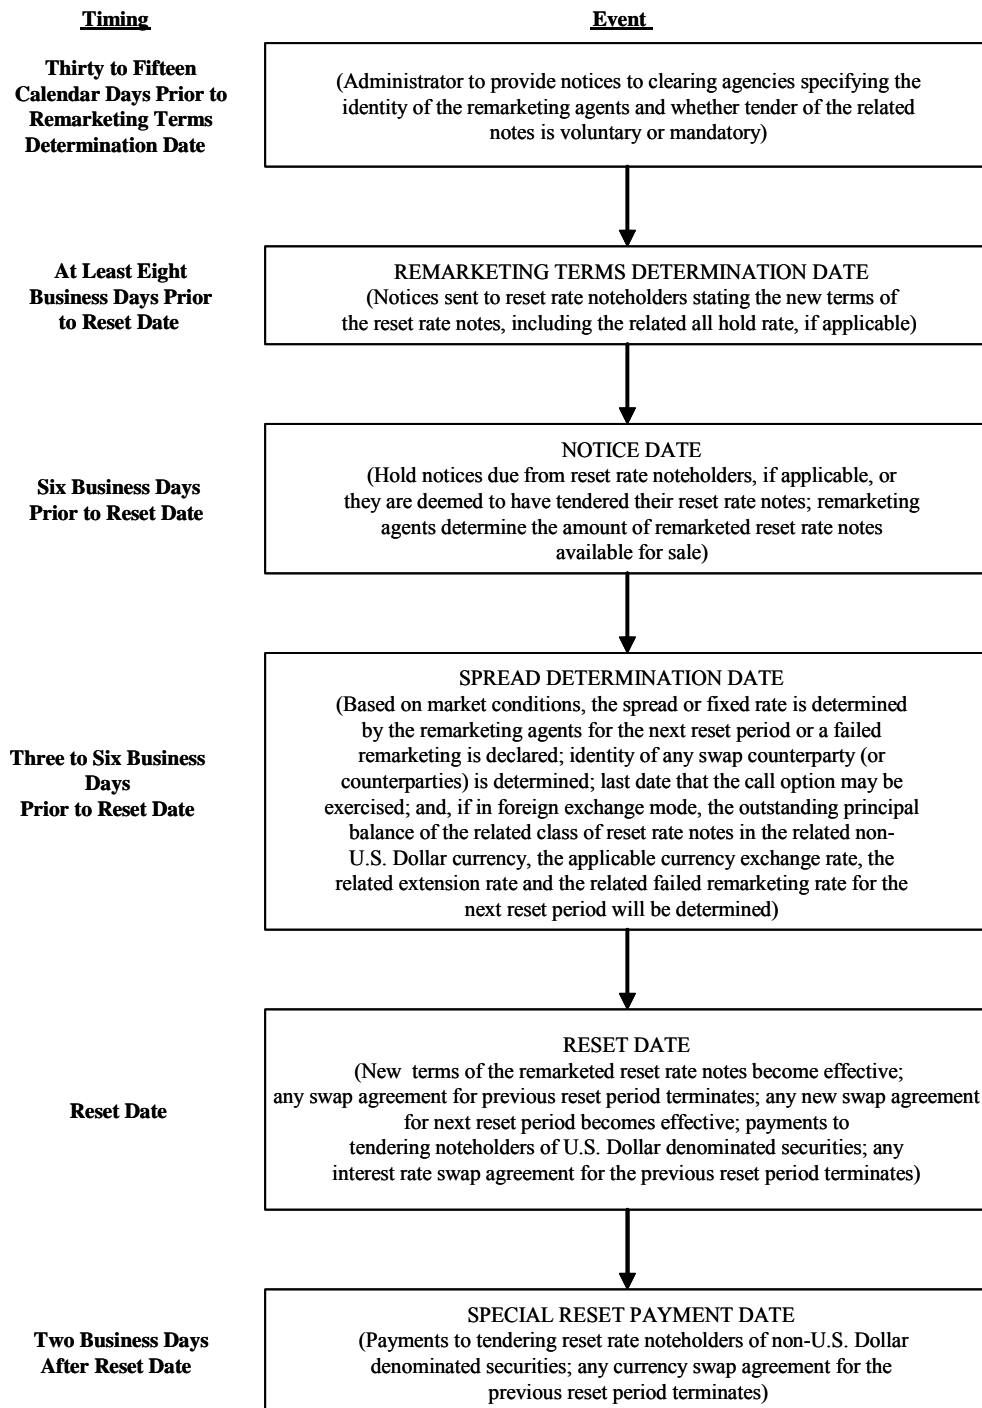 Timing
Event
Thirty to Fifteen
Calendar Days Prior to
Remarketing Terms
Determination Date
(Administrator to provide notices to clearing agencies specifying the
identity of the remarketing agents and whether tender of the related
notes is voluntary or mandatory)
At Least Eight
Business Days Prior
to Reset Date
REMARKETING TERMS DETERMINATION DATE
(Notices sent to reset rate noteholders stating the new terms of
the reset rate notes, including the related all hold rate, if applicable)
Six Business Days
Prior to Reset Date
NOTICE DATE
(Hold notices due from reset rate noteholders, if applicable, or
they are deemed to have tendered their reset rate notes; remarketing
agents determine the amount of remarketed reset rate notes
available for sale)
Three to Six Business
Days
Prior to Reset Date
SPREAD DETERMINATION DATE
(Based on market conditions, the spread or fixed rate is determined
by the remarketing agents for the next reset period or a failed
remarketing is declared; identity of any swap counterparty (or
counterparties) is determined; last date that the call option may be
exercised; and, if in foreign exchange mode, the outstanding principal
balance of the related class of reset rate notes in the related non-
U.S. Dollar currency, the applicable currency exchange rate, the
related extension rate and the related failed remarketing rate for the
next reset period will be determined)
Reset Date
RESET DATE
(New terms of the remarketed reset rate notes become effective;
any swap agreement for previous reset period terminates; any new swap agreement
for next reset period becomes effective; payments to
tendering noteholders of U.S. Dollar denominated securities; any
interest rate swap agreement for the previous reset period terminates)
Two Business Days
After Reset Date
SPECIAL RESET PAYMENT DATE
(Payments to tendering reset rate noteholders of non-U.S. Dollar
denominated securities; any currency swap agreement for the
previous reset period terminates)